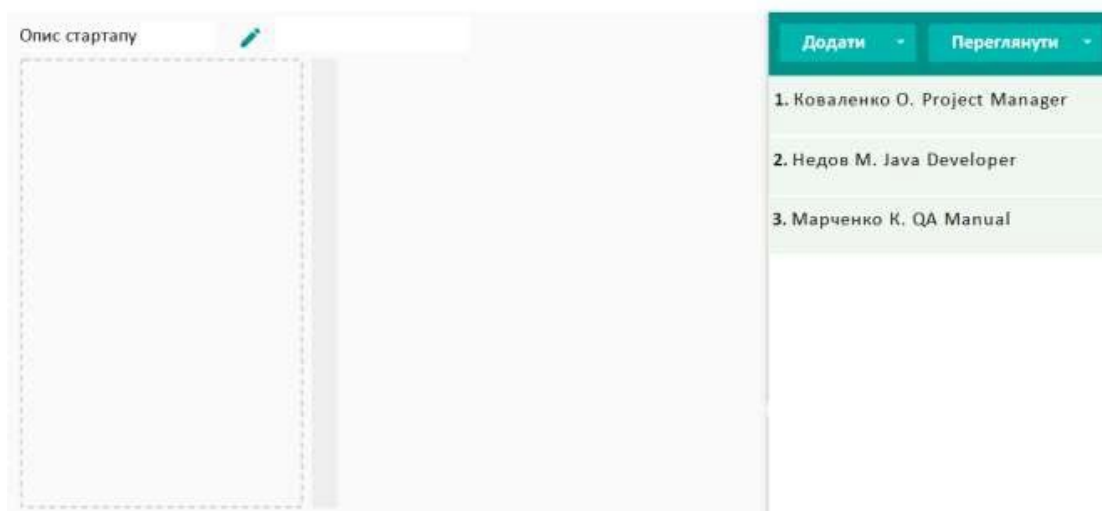 Опис стартапу
Додати Переглянути
1. Коваленко О. Project Manager
2. Недов М. Java Developer
3. Марченко К. QA Manual